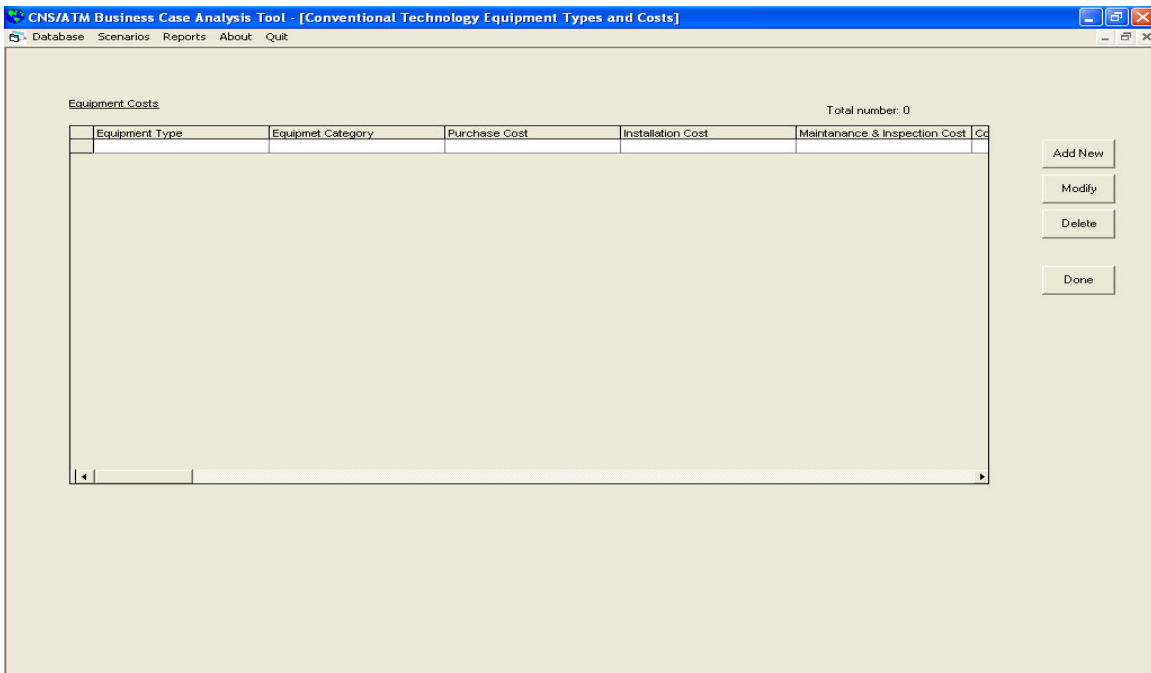 CNS/ATM Business Case Analysis Tool - [Conventional Technology Equipment Types and Costs]
Database Scenarios Reports About Quit
Equipment Costs
Total number: 0
Equipment Type Equipmet Category Purchase Cost Installation Cost Maintanance & Inspection Cost Co
Add New
Modify
Delete
Done